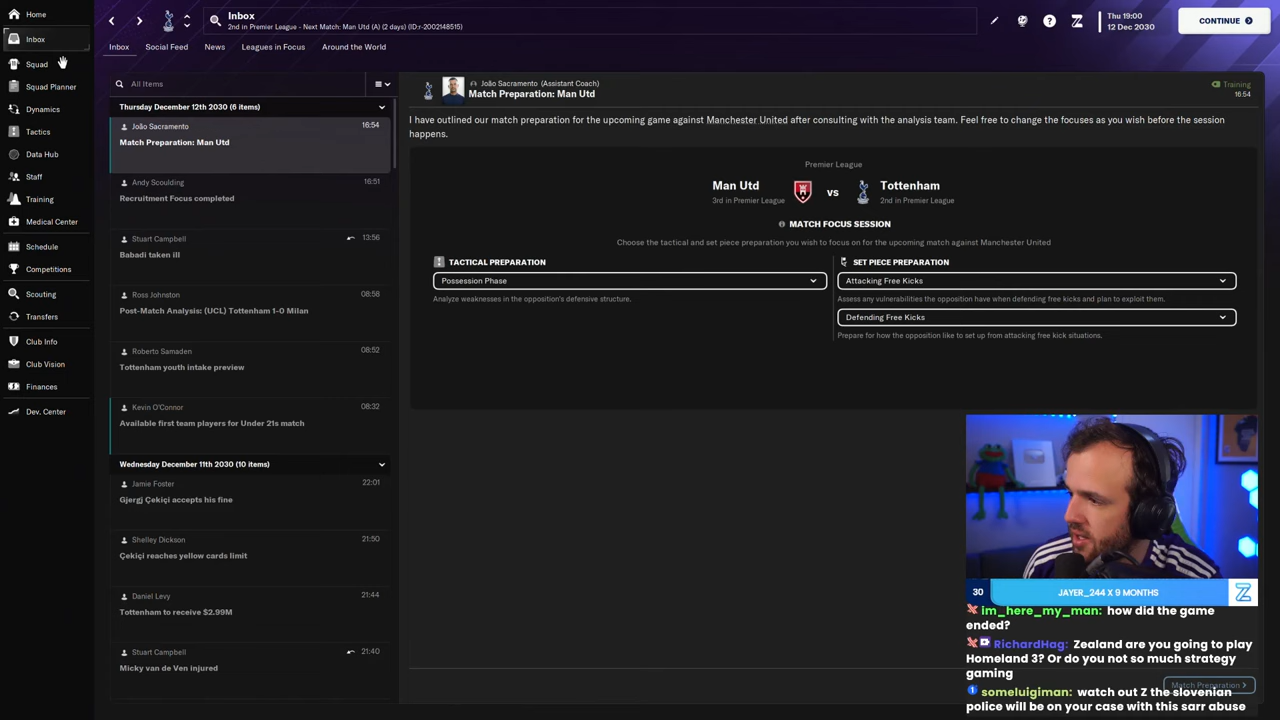 Home
Inbox
Squad
Squad Planner
Dynamics
Tactics
Data Hub
Staff
Training
Medical Center
Schedule
Competitions
Scouting
Transfers
Club Info
Club Vision
Finances
Dev. Center
Inbox
2nd in Premier League - Next Match: Man Utd (A) (2 days) (ID:r-2002148515)
Thu 19:00
12 Dec 2030
CONTINUE
Inbox Social Feed News Leagues in Focus Around the World
All Items
Thursday December 12th 2030 (6 items)
João Sacramento 16:54
Match Preparation: Man Utd
Andy Scoulding 16:51
Recruitment Focus completed
Stuart Campbell 13:56
Babadi taken ill
Ross Johnston 08:58
Post-Match Analysis: (UCL) Tottenham 1-0 Milan
Roberto Samaden 08:52
Tottenham youth intake preview
Kevin O'Connor 08:32
Available first team players for Under 21s match
Wednesday December 11th 2030 (10 items)
Jamie Foster 22:01
Gjergj Çekiçi accepts his fine
Shelley Dickson 21:50
Çekiçi reaches yellow cards limit
Daniel Levy 21:44
Tottenham to receive $2.99M
Stuart Campbell 21:40
Micky van de Ven injured
João Sacramento (Assistant Coach)
Match Preparation: Man Utd
Training
16:54
I have outlined our match preparation for the upcoming game against Manchester United after consulting with the analysis team. Feel free to change the focuses as you wish before the session
happens.
Premier League
Man Utd
3rd in Premier League
vs
Tottenham
2nd in Premier League
MATCH FOCUS SESSION
Choose the tactical and set piece preparation you wish to focus on for the upcoming match against Manchester United
TACTICAL PREPARATION
Possession Phase
Analyze weaknesses in the opposition's defensive structure.
SET PIECE PREPARATION
Attacking Free Kicks
Assess any vulnerabilities the opposition have when defending free kicks and plan to exploit them.
Defending Free Kicks
Prepare for how the opposition like to set up from attacking free kick situations.
30 JAYER_244 X 9 MONTHS
im_here_my_man: how did the game
ended?
RichardHag: Zealand are you going to play
Homeland 3? Or do you not so much strategy
gaming
Match Preparation
someluigiman: watch out Z the slovenian
police will be on your case with this sarr abuse